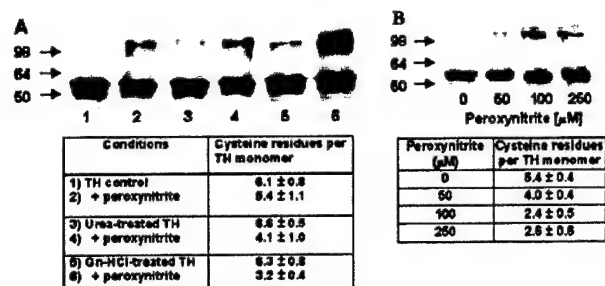 A
98 →
64 →
50 →
1 2 3 4 5 6
Conditions Cysteine residues per TH monomer
1) TH control 6.1 ± 0.8
2) + peroxynitrite 5.4 ± 1.1
3) Urea-treated TH 6.6 ± 0.5
4) + peroxynitrite 4.1 ± 1.0
5) Gn-HCl-treated TH 6.3 ± 0.8
6) + peroxynitrite 3.2 ± 0.4
B
98 →
64 →
50 →
0 50 100 250
Peroxynitrite [µM]
Peroxynitrite (µM) Cysteine residues per TH monomer
0 5.4 ± 0.4
50 4.0 ± 0.4
100 2.4 ± 0.5
250 2.6 ± 0.6